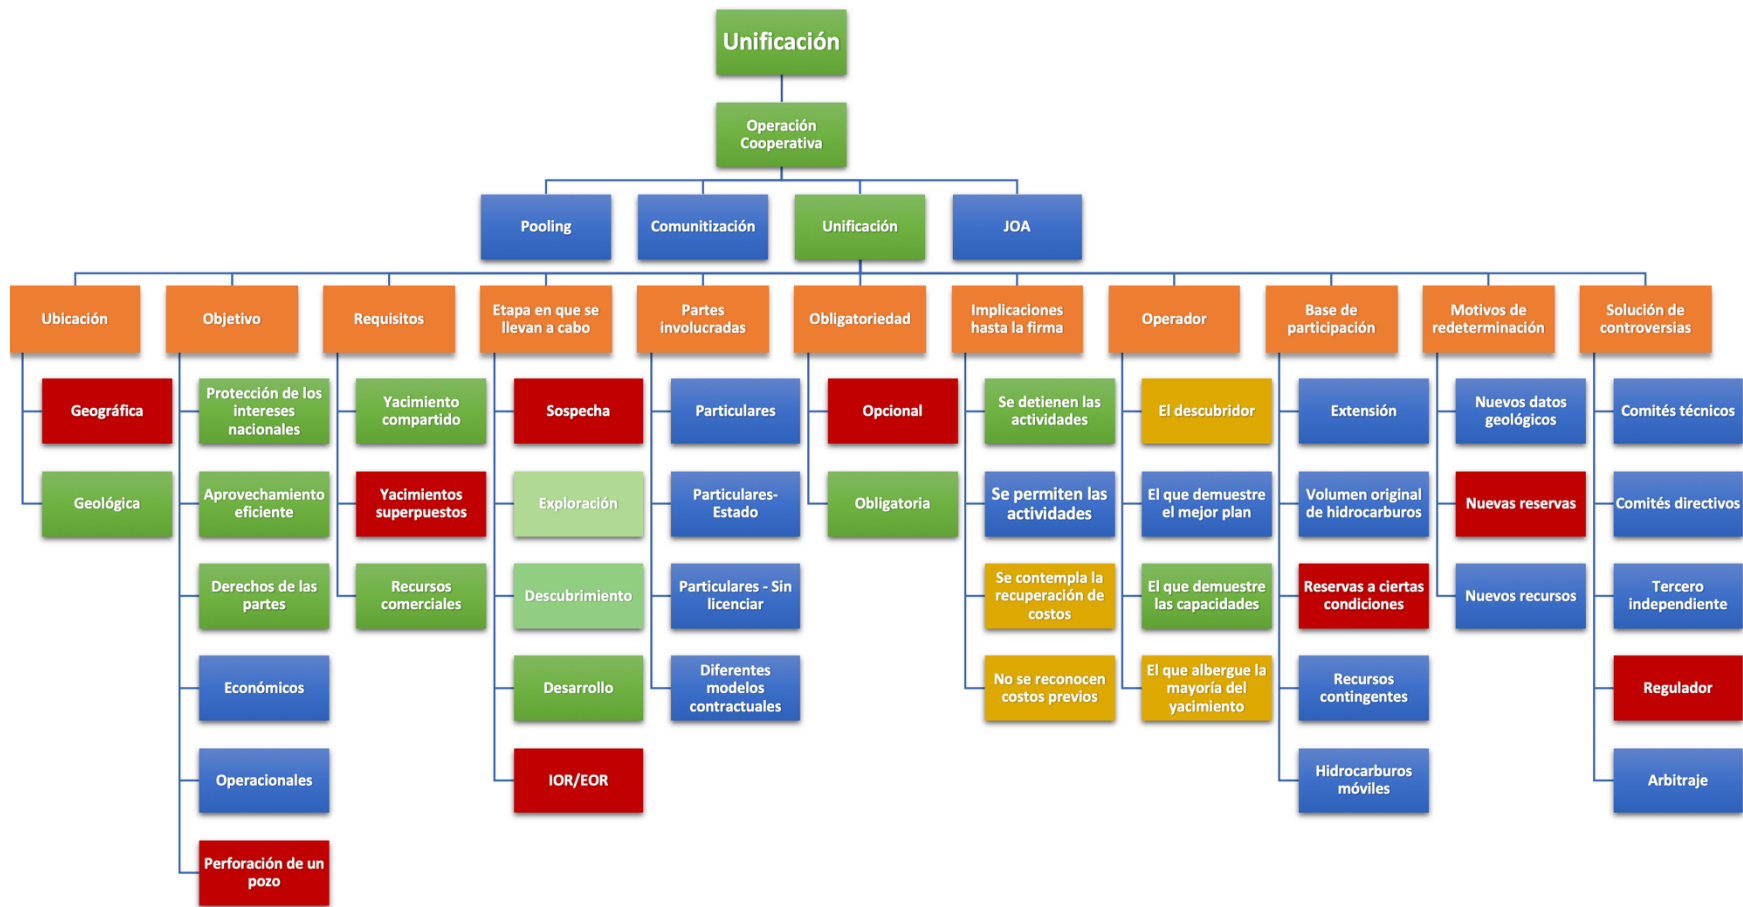 Unificación
Operación
Cooperativa
Pooling
Comunitización
Unificación
JOA
Ubicación
Objetivo
Requisitos
Etapa en que se
llevan a cabo
Partes
involucradas
Obligatoriedad
Implicaciones
hasta la firma
Operador
Base de
participación
Motivos de
redeterminación
Solución de
controversias
Geográfica
Geológica
Protección de los
intereses
nacionales
Aprovechamiento
eficiente
Derechos de las
partes
Económicos
Operacionales
Perforación de un
pozo
Yacimiento
compartido
Yacimientos
superpuestos
Recursos
comerciales
Sospecha
Exploración
Descubrimiento
Desarrollo
IOR/EOR
Particulares
Particulares-
Estado
Particulares - Sin
licenciar
Diferentes
modelos
contractuales
Opcional
Obligatoria
Se detienen las
actividades
Se permiten las
actividades
Se contempla la
recuperación de
costos
No se reconocen
costos previos
El descubridor
El que demuestre
el mejor plan
El que demuestre
las capacidades
El que albergue la
mayoría del
yacimiento
Extensión
Volumen original
de hidrocarburos
Reservas a ciertas
condiciones
Recursos
contingentes
Hidrocarburos
móviles
Nuevos datos
geológicos
Nuevas reservas
Nuevos recursos
Comités técnicos
Comités directivos
Tercero
independiente
Regulador
Arbitraje